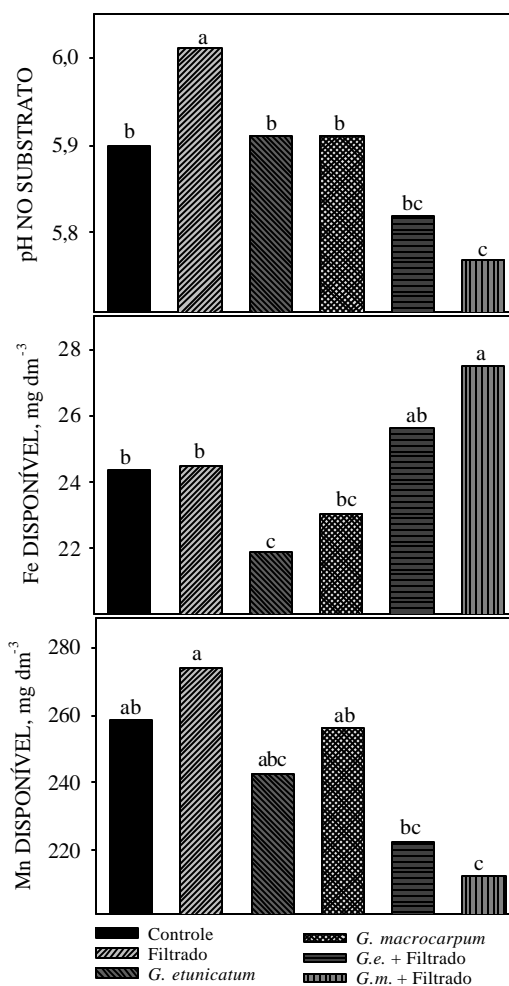 pH NO SUBSTRATO
6,0
5,9
5,8
b
a
b
b
bc
c
Fe DISPONÍVEL, mg dm-3
28
26
24
22
b
b
c
bc
ab
a
Mn DISPONÍVEL, mg dm-3
280
260
240
220
ab
a
abc
ab
bc
c
Controle
Filtrado
G. etunicatum
G. macrocarpum
G.e. + Filtrado
G.m. + Filtrado